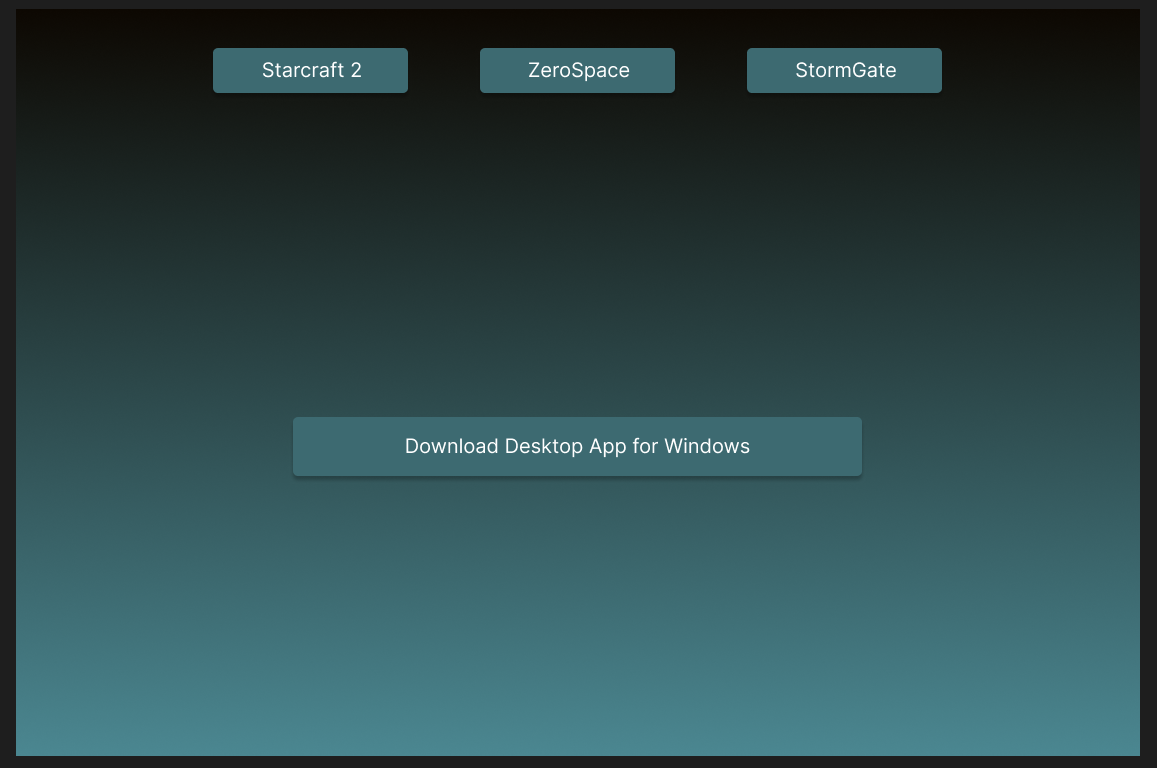 Starcraft 2
ZeroSpace
StormGate
Download Desktop App for Windows